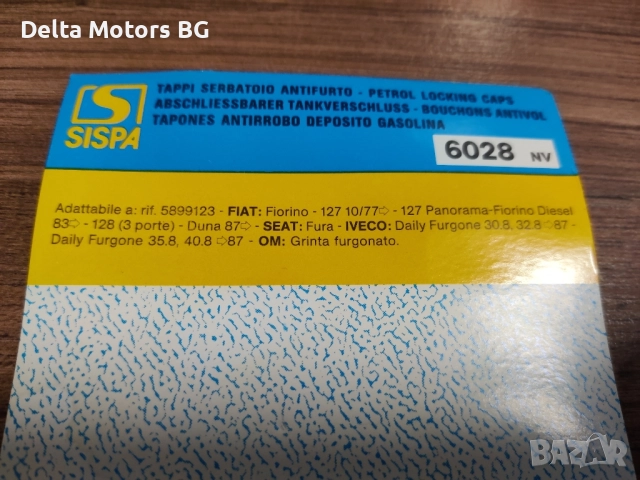 Delta Motors BG
TAPPI SERBATOIO ANTIFURTO - PETROL LOCKING CAPS
ABSCHLIESSBARER TANKVERSCHLUSS - BOUCHONS ANTIVOL
TAPONES ANTIRROBO DEPOSITO GASOLINA
S
SISPA
6028 NV
Adattabile a: rif. 5899123 - FIAT: Fiorino - 127 10/77⇨ - 127 Panorama-Fiorino Diesel
83⇨ - 128 (3 porte) - Duna 87⇨ - SEAT: Fura - IVECO: Daily Furgone 30.8, 32.8 ⇨87 -
Daily Furgone 35.8, 40.8 ⇨87 - OM: Grinta furgonato.
BAZAR